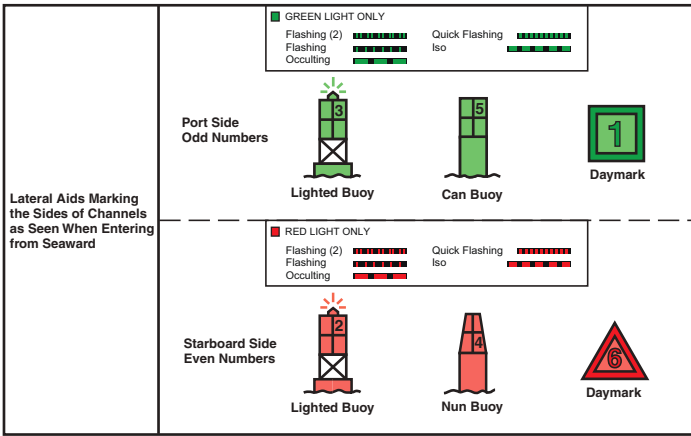 GREEN LIGHT ONLY
Flashing (2)
Quick Flashing
Flashing
Iso
Occulting
Port Side
Odd Numbers
3
5
1
Lighted Buoy
Can Buoy
Daymark
Lateral Aids Marking
the Sides of Channels
as Seen When Entering
from Seaward
RED LIGHT ONLY
Flashing (2)
Quick Flashing
Flashing
Iso
Occulting
Starboard Side
Even Numbers
2
4
6
Lighted Buoy
Nun Buoy
Daymark